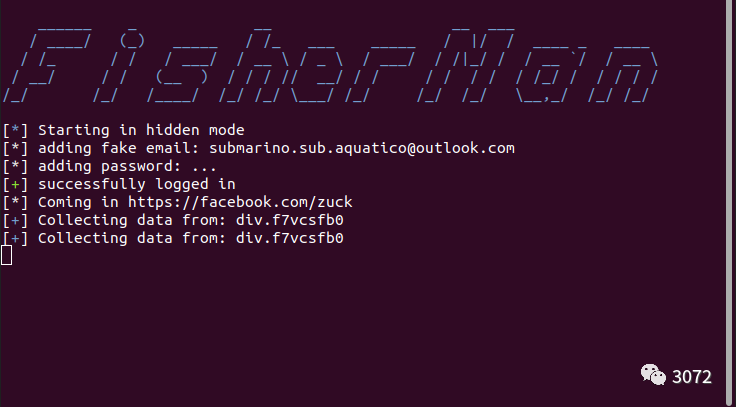 FisherMan
[*] Starting in hidden mode
[*] adding fake email: submarino.sub.aquatico@outlook.com
[*] adding password: ...
[+] successfully logged in
[*] Coming in https://facebook.com/zuck
[+] Collecting data from: div.f7vcsfb0
[+] Collecting data from: div.f7vcsfb0
3072